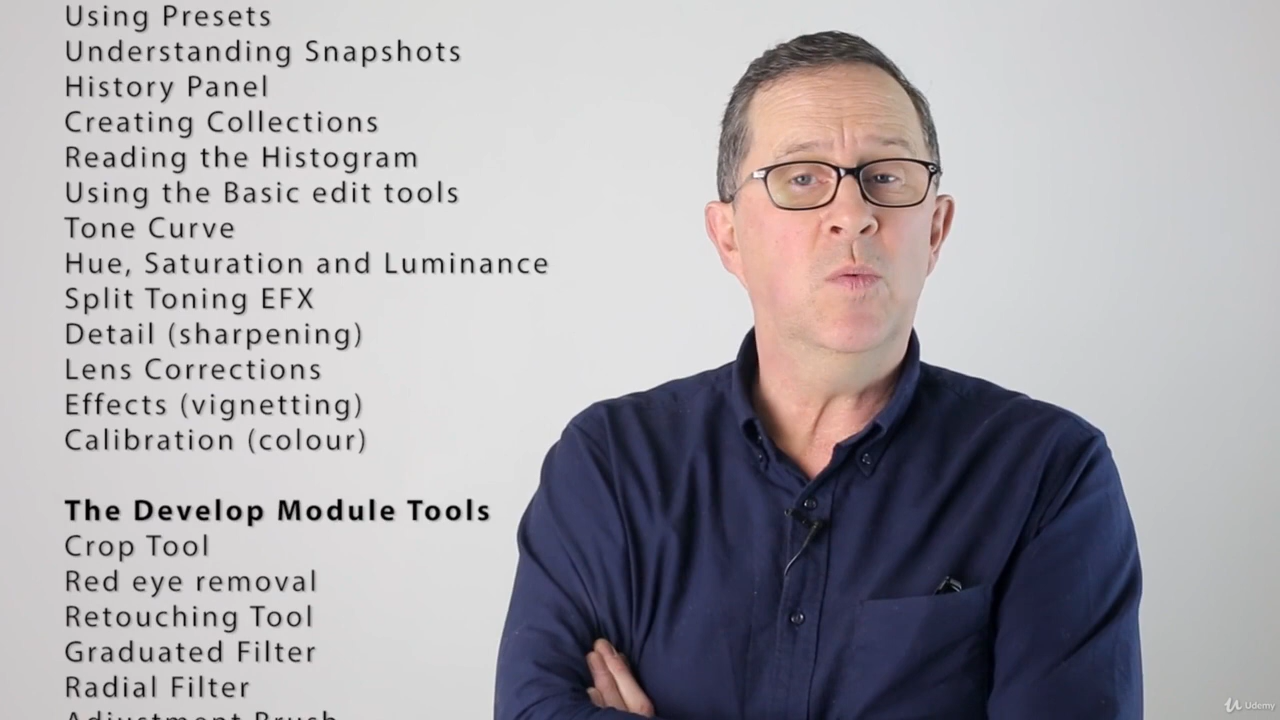 Using Presets
Understanding Snapshots
History Panel
Creating Collections
Reading the Histogram
Using the Basic edit tools
Tone Curve
Hue, Saturation and Luminance
Split Toning EFX
Detail (sharpening)
Lens Corrections
Effects (vignetting)
Calibration (colour)
The Develop Module Tools
Crop Tool
Red eye removal
Retouching Tool
Graduated Filter
Radial Filter
Adjustment Brush
Udemy